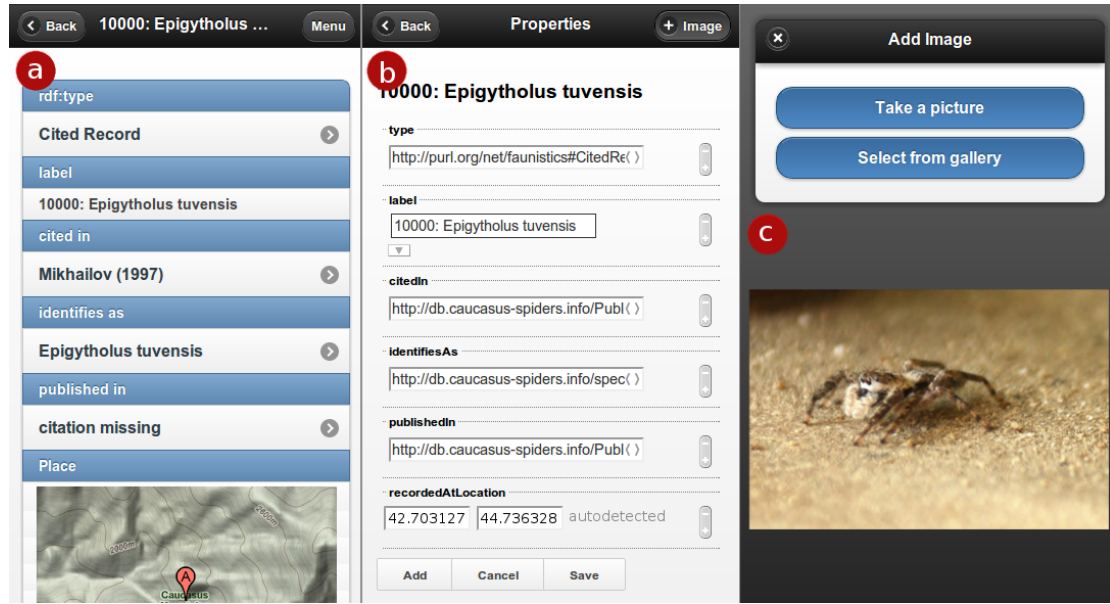 Back 10000: Epigytholus ... Menu
a
rdf:type
Cited Record
label
10000: Epigytholus tuvensis
cited in
Mikhailov (1997)
identifies as
Epigytholus tuvensis
published in
citation missing
Place
2000m
2000m
A
Caucasus
Back Properties + Image
b
10000: Epigytholus tuvensis
type
http://purl.org/net/faunistics#CitedRe
label
10000: Epigytholus tuvensis
citedIn
http://db.caucasus-spiders.info/Publ
identifiesAs
http://db.caucasus-spiders.info/spec
publishedIn
http://db.caucasus-spiders.info/Publ
recordedAtLocation
42.703127 44.736328 autodetected
Add Cancel Save
Add Image
Take a picture
Select from gallery
c